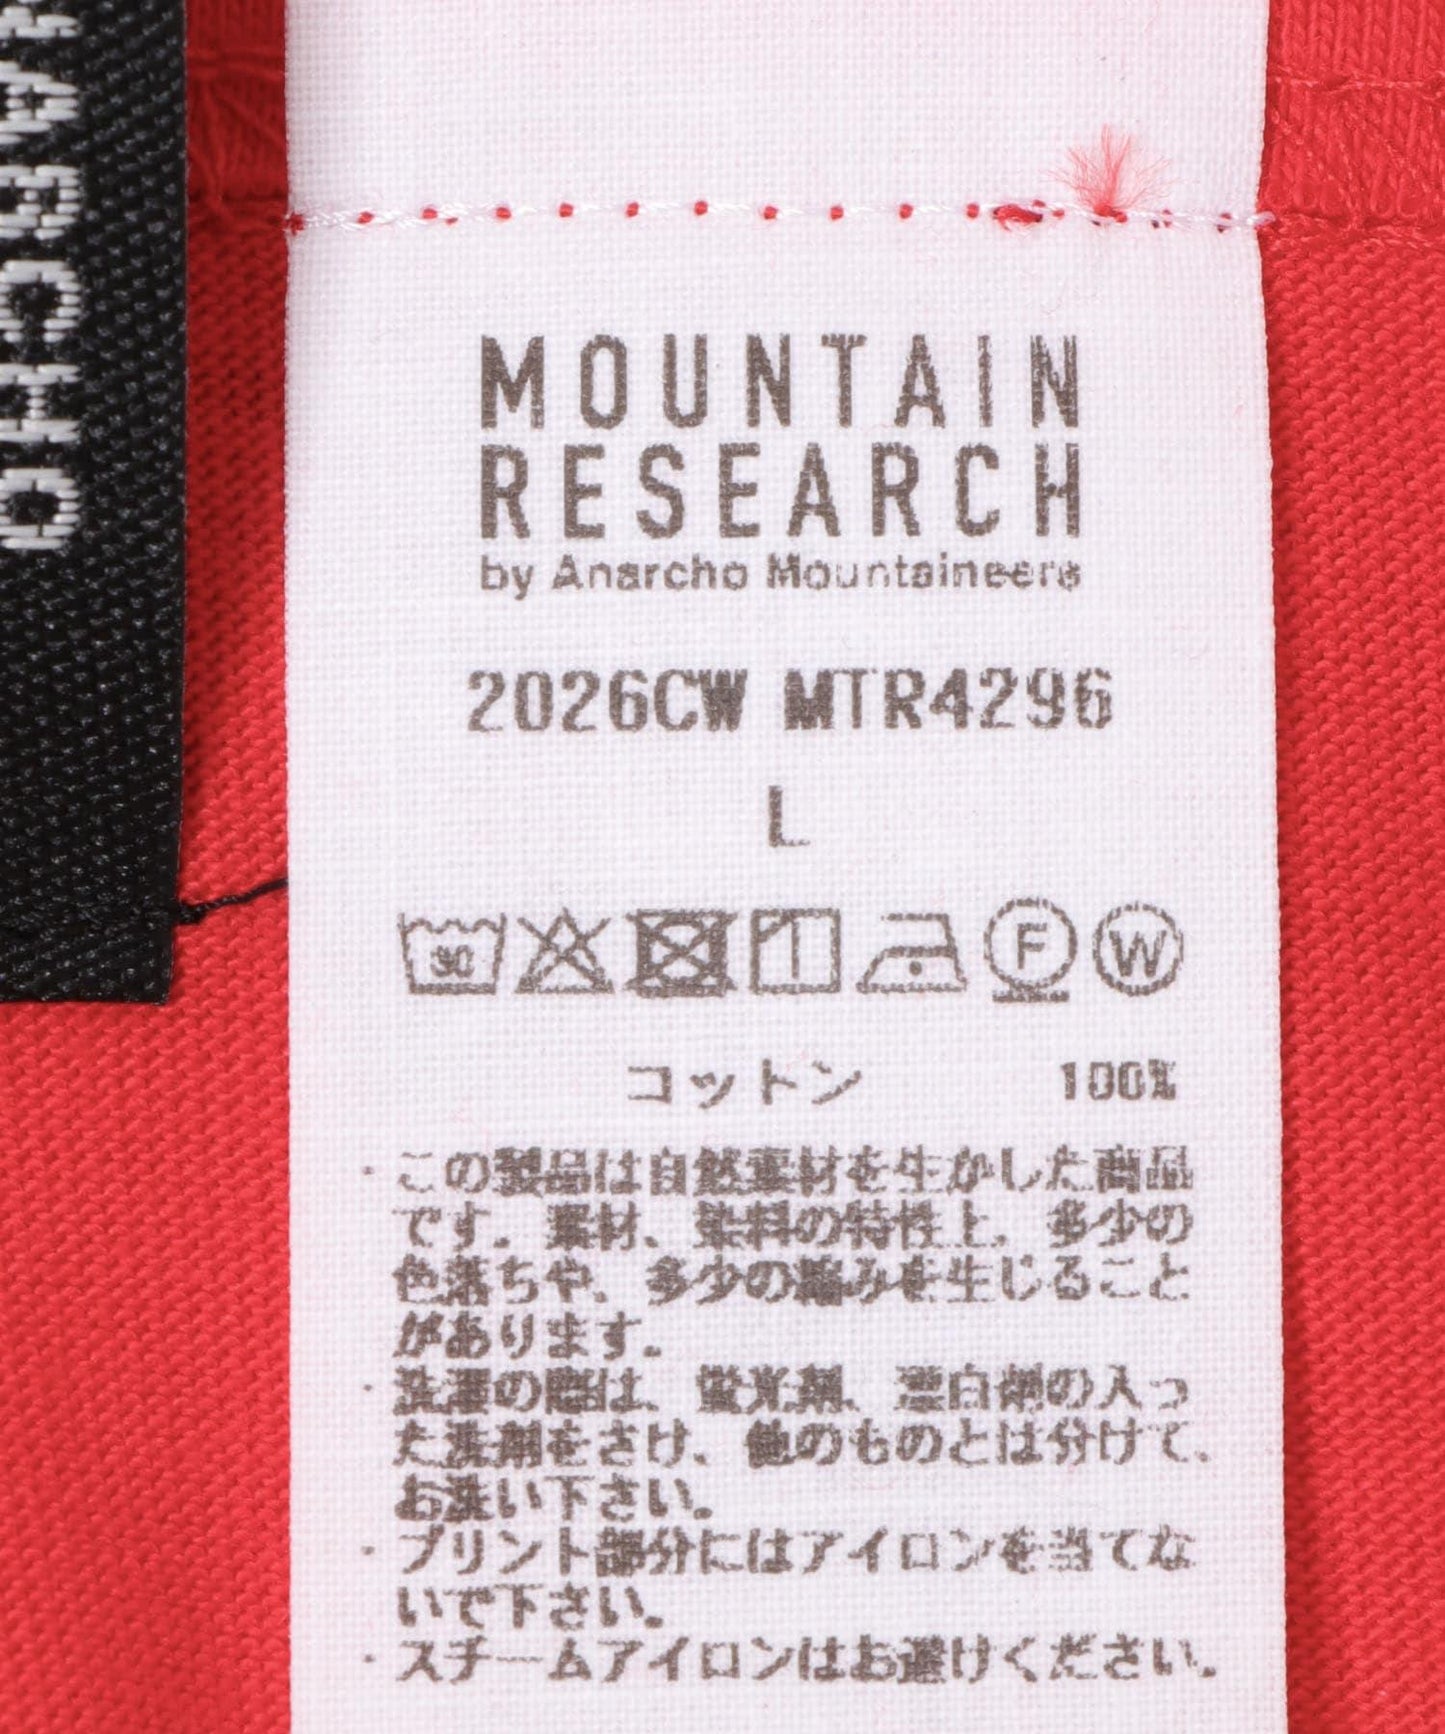 ARCHO
MOUNTAIN
RESEARCH
by Anarcho Mountaineers
2026CW MTR4296
L
30
F
W
コットン 100%
・この製品は自然素材を生かした商品
です。素材、染料の特性上、多少の
色落ちや、多少の縮みを生じること
があります。
・洗濯の際は、蛍光剤、漂白剤の入っ
た洗剤をさけ、他のものとは分けて、
お洗い下さい。
・プリント部分にはアイロンを当てな
いで下さい。
・スチームアイロンはお避けください。